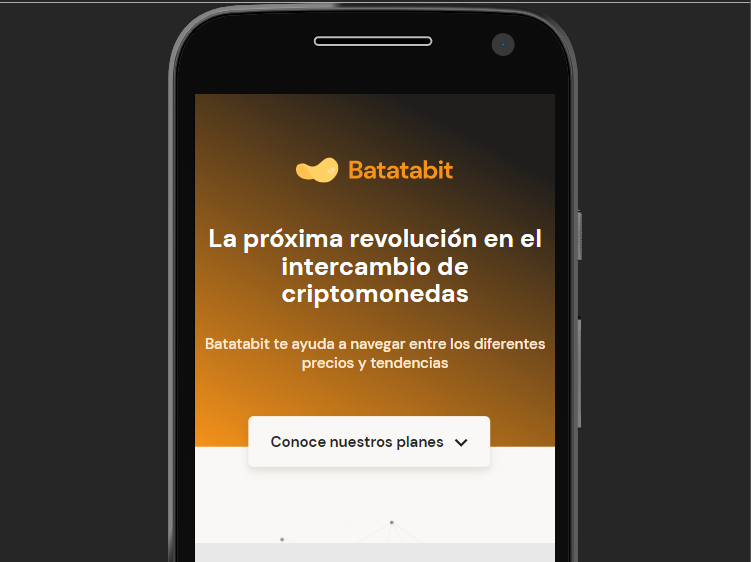 Batatabit
La próxima revolución en el
intercambio de
criptomonedas
Batatabit te ayuda a navegar entre los diferentes
precios y tendencias
Conoce nuestros planes